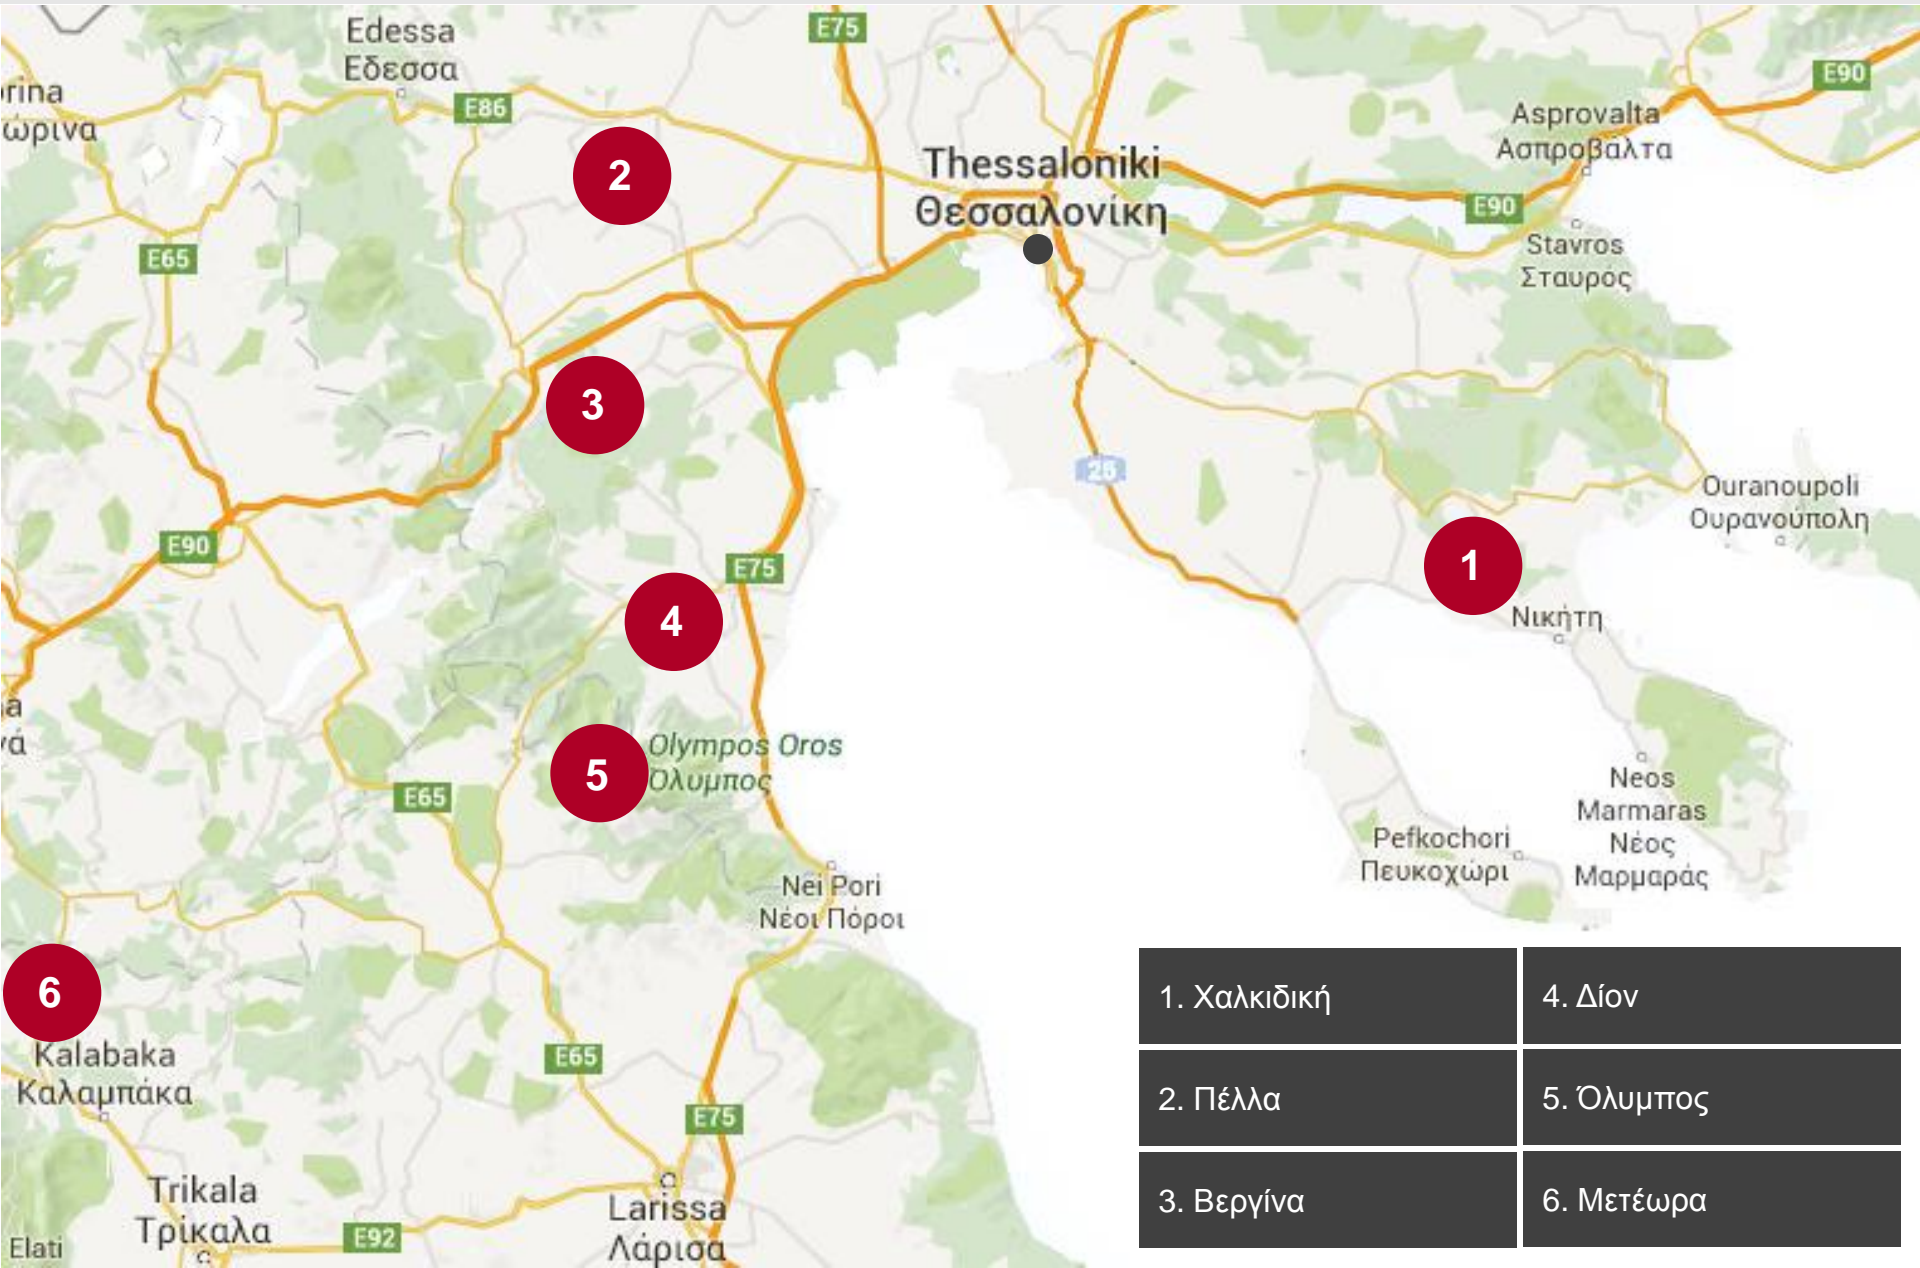 Edessa
Εδεσσα
E75
E90
rina
ώρινα
E86
Asprovalta
Ασπροβάλτα
2
Thessaloniki
Θεσσαλονίκη
E90
E65
Stavros
Σταυρός
3
25
Ouranoupoli
Ουρανούπολη
E90
E75
1
4
Νικήτη
a
νά
Olympos Oros
Όλυμπος
5
E65
Neos
Marmaras
Νέος
Μαρμαράς
Pefkochori
Πευκοχώρι
Nei Pori
Νέοι Πόροι
6
Kalabaka
Καλαμπάκα
E65
E75
Trikala
Τρίκαλα
Larissa
Λάρισα
E92
Elati
1. Χαλκιδική
4. Δίον
2. Πέλλα
5. Όλυμπος
3. Βεργίνα
6. Μετέωρα